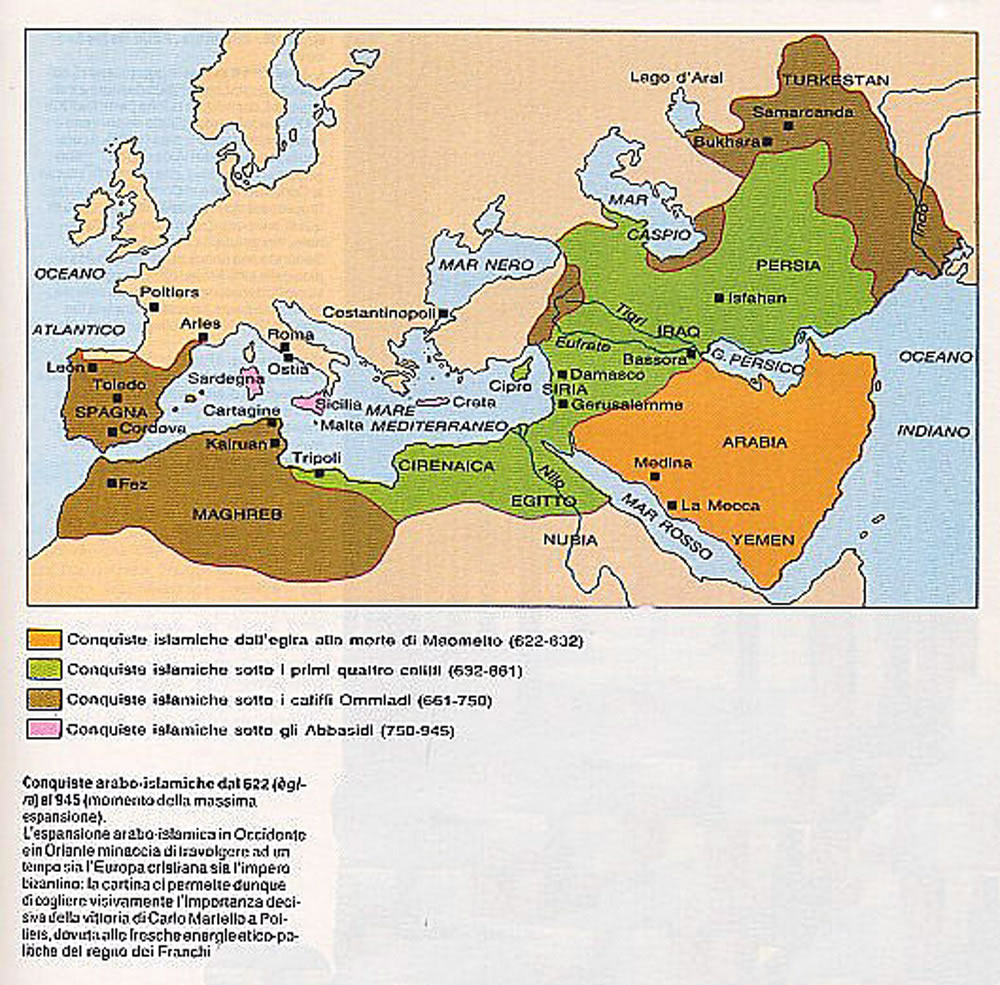 Lago d'Aral
TURKESTAN
Samarcanda
Bukhara
MAR
CASPIO
Indo
OCEANO
MAR NERO
PERSIA
Poitiers
Costantinopoli
Isfahan
ATLANTICO
Arles
Roma
Tigri
IRAQ
León
Ostia
Eufrate
Bassora
G. PERSICO
OCEANO
Toledo
Sardegna
Cipro
Damasco
SIRIA
SPAGNA
Cartagine
Sicilia
MARE
Creta
Gerusalemme
Cordova
Malta
MEDITERRANEO
INDIANO
Kairuan
ARABIA
Tripoli
CIRENAICA
Medina
Fez
Nilo
EGITTO
La Mecca
MAGHREB
MAR ROSSO
NUBIA
YEMEN
Conquiste islamiche dall'egira alla morte di Maometto (622-632)
Conquiste islamiche sotto i primi quattro califfi (632-661)
Conquiste islamiche sotto i califfi Ommiadi (661-750)
Conquiste islamiche sotto gli Abbasidi (750-945)
Conquiste arabo-islamiche dal 622 (ègi-
ra) al 945 (momento della massima
espansione).
L'espansione arabo-islamica in Occidente
e in Oriente minaccia di travolgere ad un
tempo sia l'Europa cristiana sia l'impero
bizantino: la cartina ci permette dunque
di cogliere visivamente l'importanza deci-
siva della vittoria di Carlo Martello a Poi-
tiers, dovuta alle fresche energie etico-po-
litiche del regno dei Franchi